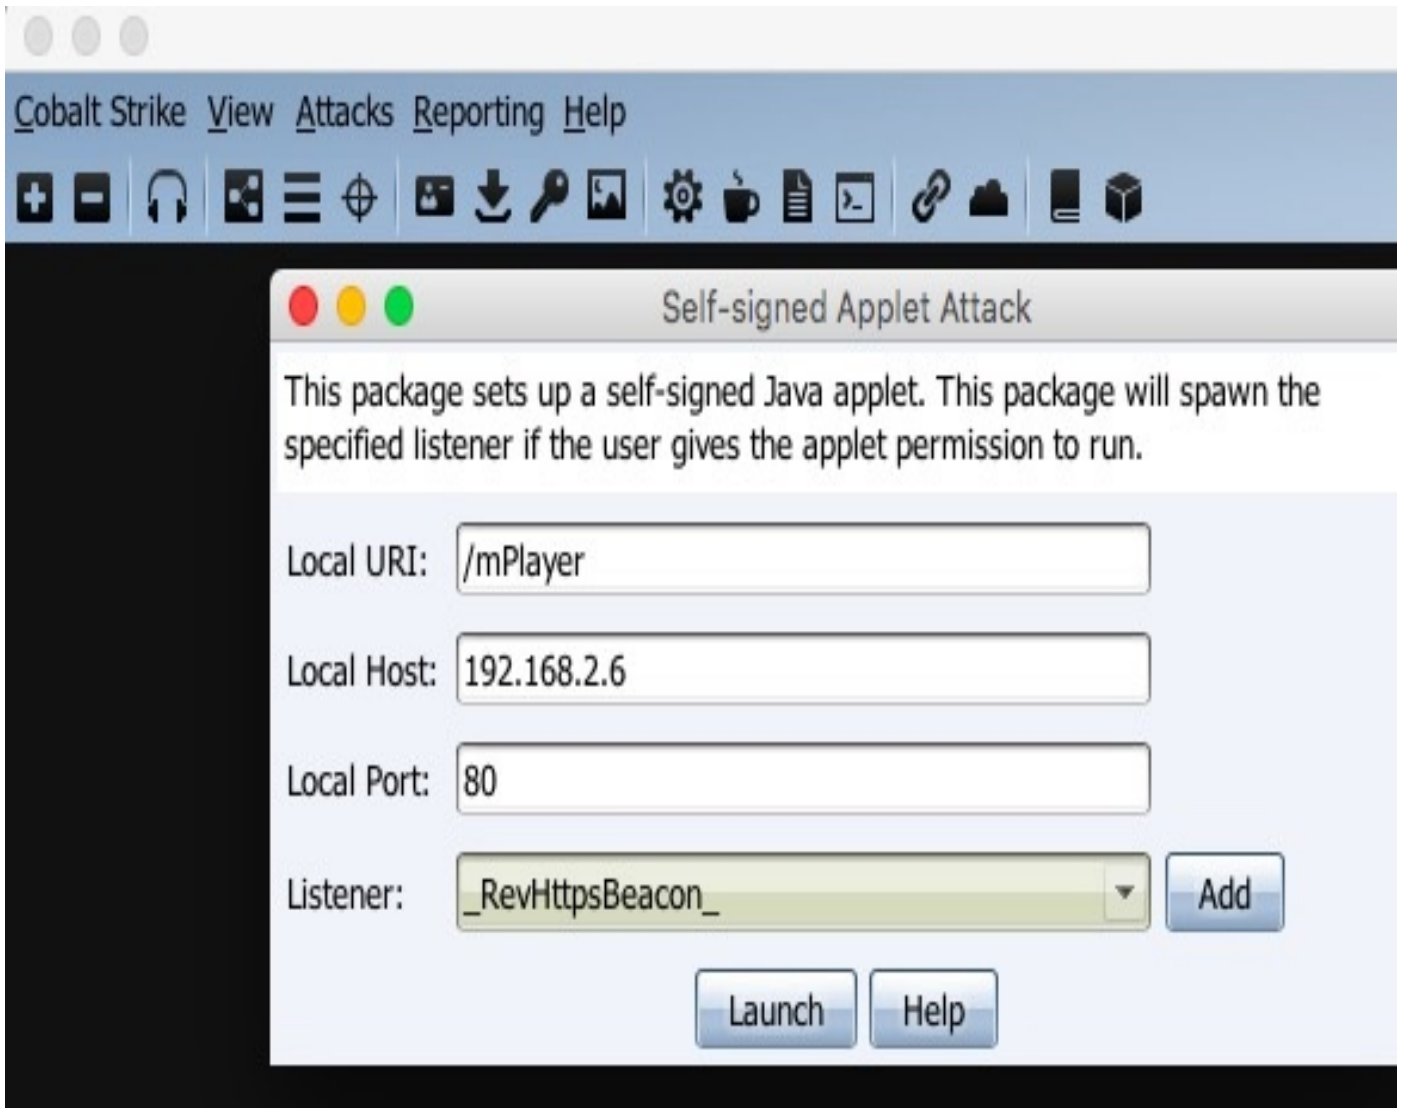 Cobalt Strike View Attacks Reporting Help
Self-signed Applet Attack
This package sets up a self-signed Java applet. This package will spawn the
specified listener if the user gives the applet permission to run.
Local URI: /mPlayer
Local Host: 192.168.2.6
Local Port: 80
Listener: _RevHttpsBeacon_ Add
Launch Help